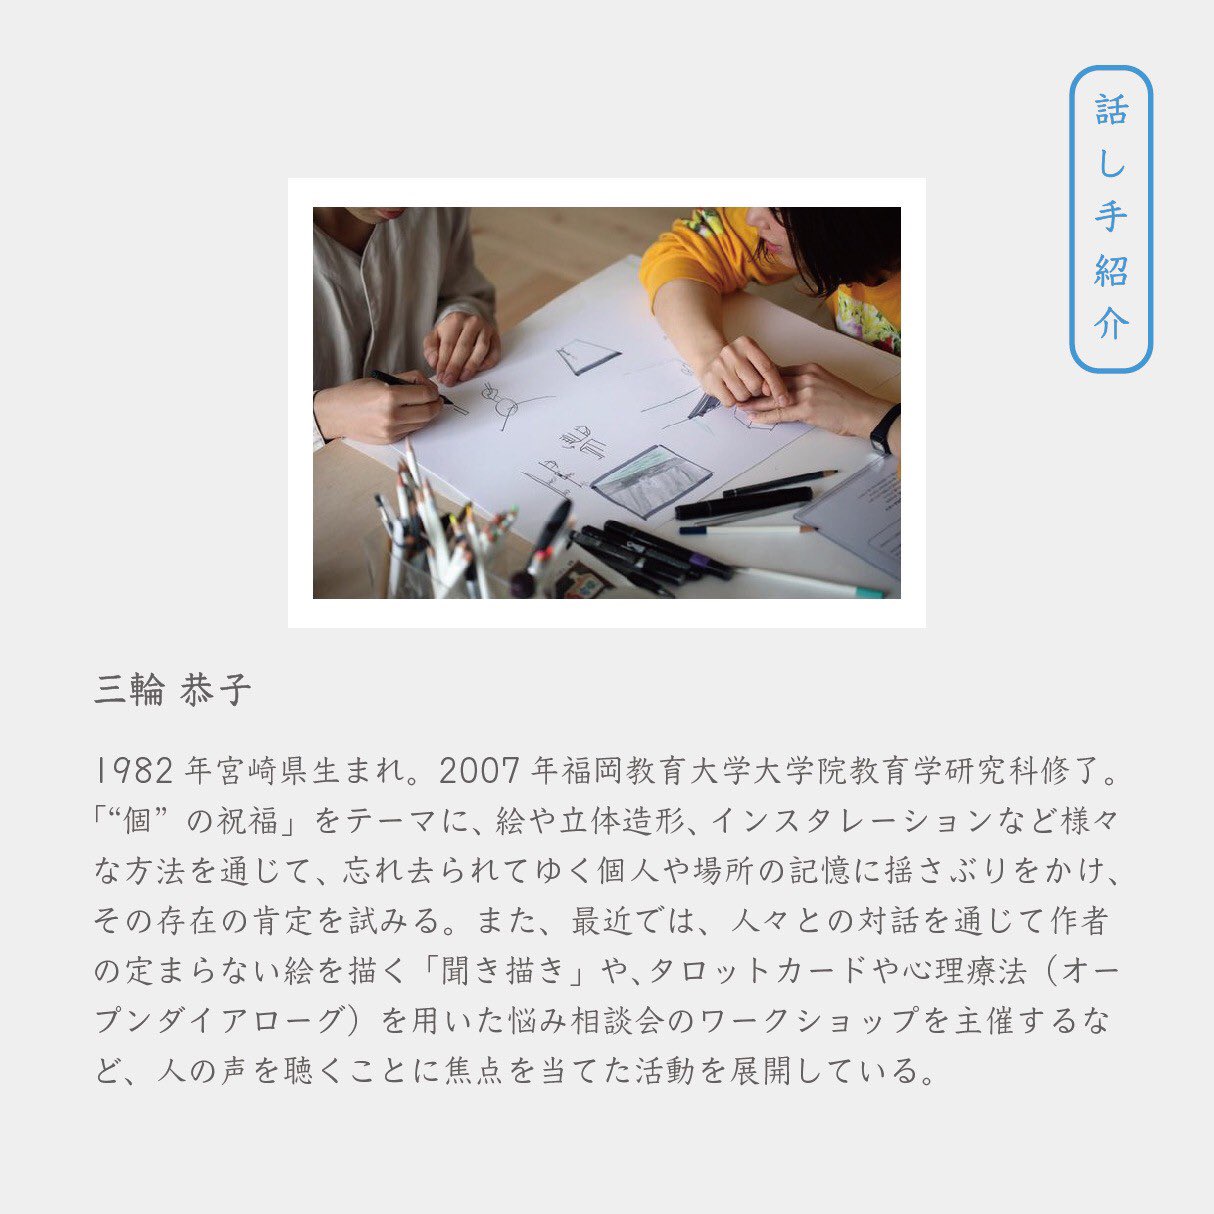 話し手紹介
三輪 恭子
1982年宮崎県生まれ。2007年福岡教育大学大学院教育学研究科修了。
「“個”の祝福」をテーマに、絵や立体造形、インスタレーションなど様々
な方法を通じて、忘れ去られてゆく個人や場所の記憶に揺さぶりをかけ、
その存在の肯定を試みる。また、最近では、人々との対話を通じて作者
の定まらない絵を描く「聞き描き」や、タロットカードや心理療法（オー
プンダイアローグ）を用いた悩み相談会のワークショップを主催するな
ど、人の声を聴くことに焦点を当てた活動を展開している。